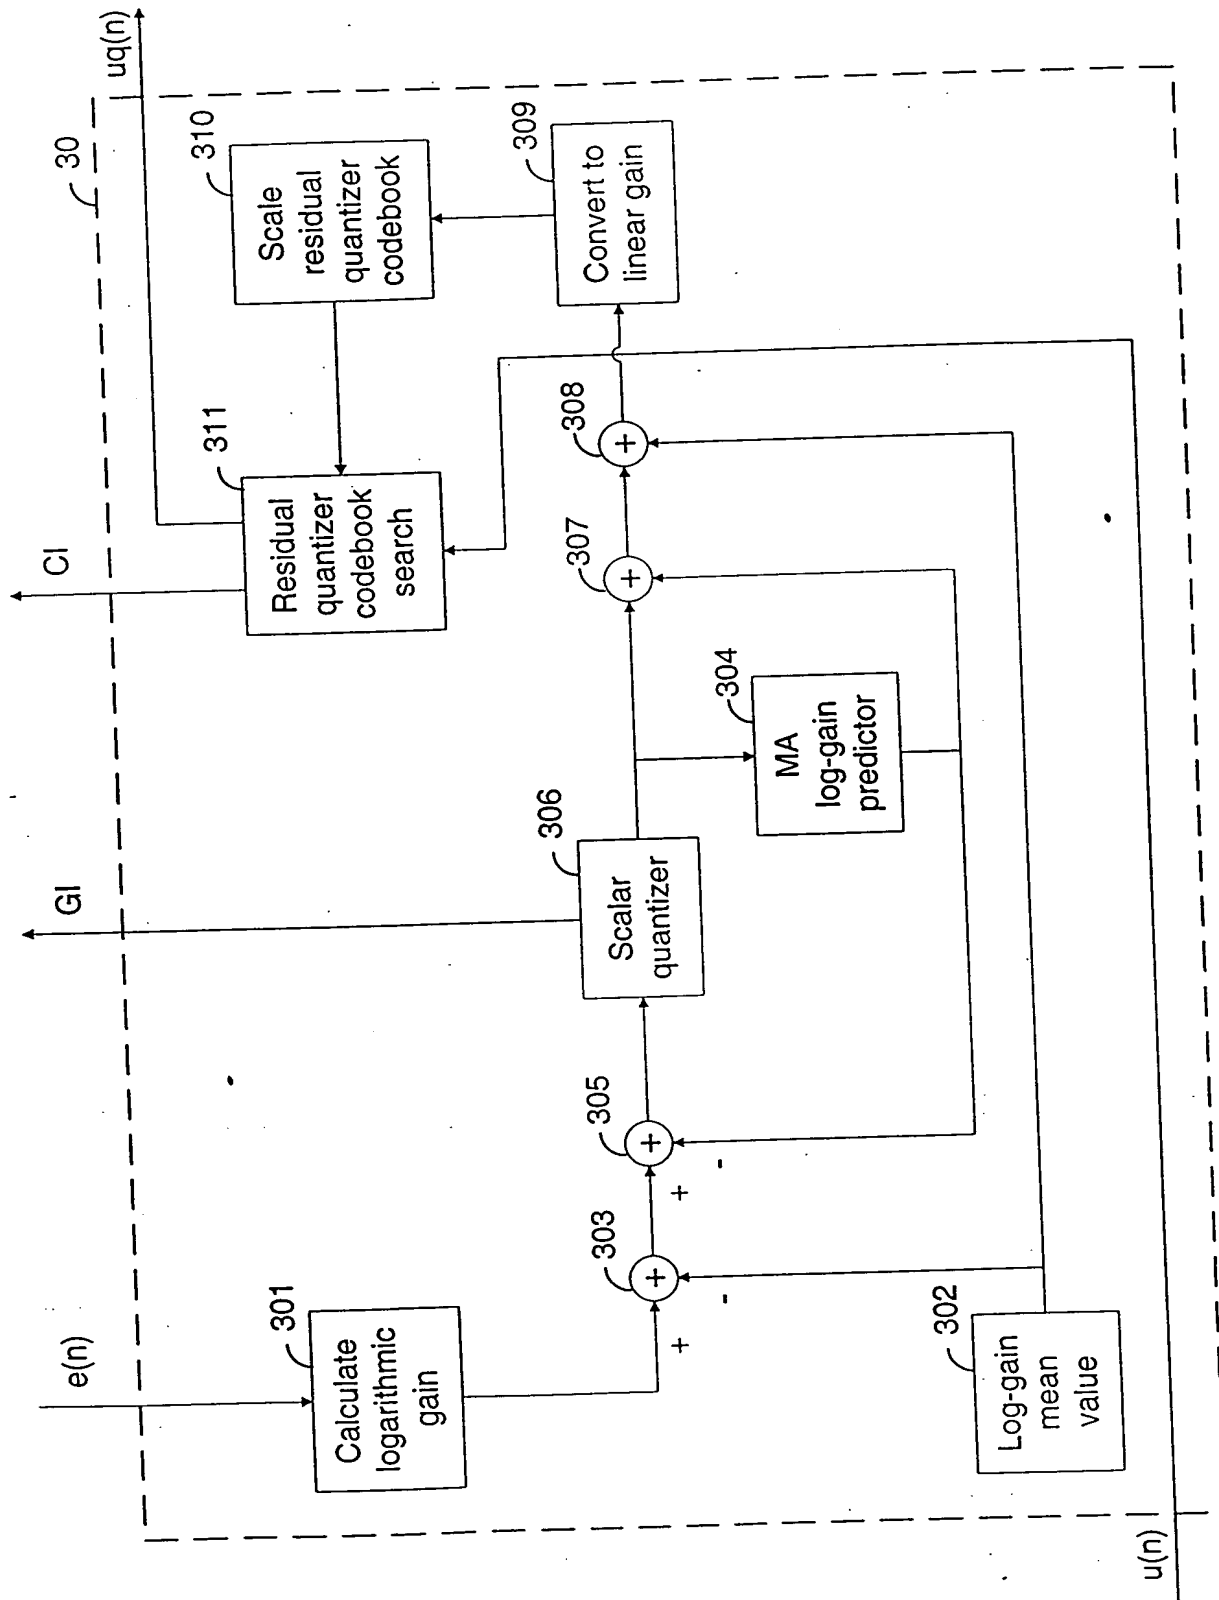 30
e(n)
GI
CI
uq(n)
301
Calculate
logarithmic
gain
311
Residual
quantizer
codebook
search
310
Scale
residual
quantizer
codebook
303
+
+
-
305
+
+
-
306
Scalar
quantizer
307
+
308
+
309
Convert to
linear gain
304
MA
log-gain
predictor
302
Log-gain
mean
value
u(n)